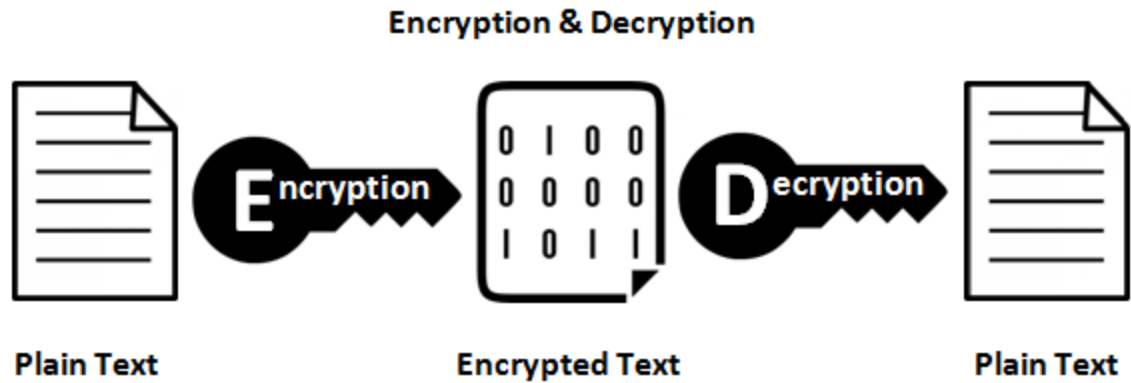 Encryption & Decryption
Encryption
0 1 0 0
0 0 0 0
1 0 1 1
Decryption
Plain Text
Encrypted Text
Plain Text